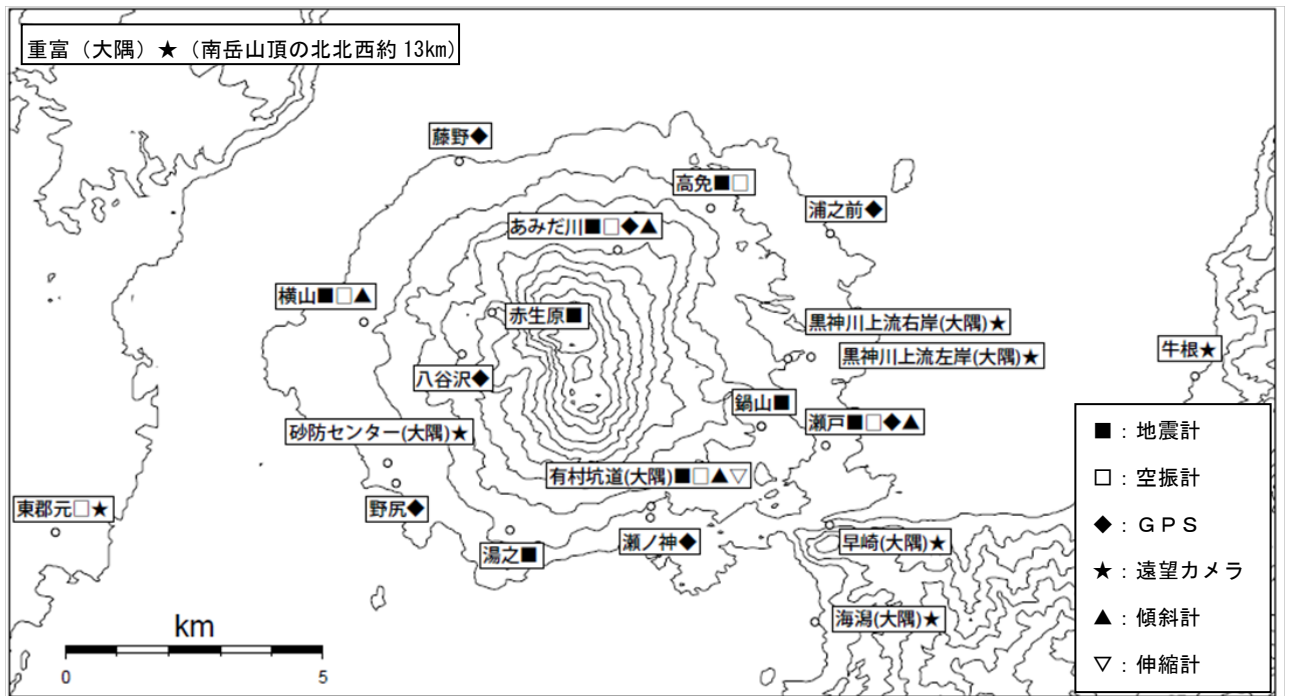 重富（大隅）★（南岳山頂の北北西約 13km）
藤野◆
高免■□
浦之前◆
あみだ川■□◆▲
横山■□▲
赤生原■
黒神川上流右岸(大隅)★
黒神川上流左岸(大隅)★
牛根★
八谷沢◆
鍋山■
瀬戸■□◆▲
砂防センター(大隅)★
有村坑道(大隅)■□▲▽
東郡元□★
野尻◆
湯之■
瀬ノ神◆
早崎(大隅)★
海潟(大隅)★
km
0 5
■：地震計
□：空振計
◆：ＧＰＳ
★：遠望カメラ
▲：傾斜計
▽：伸縮計